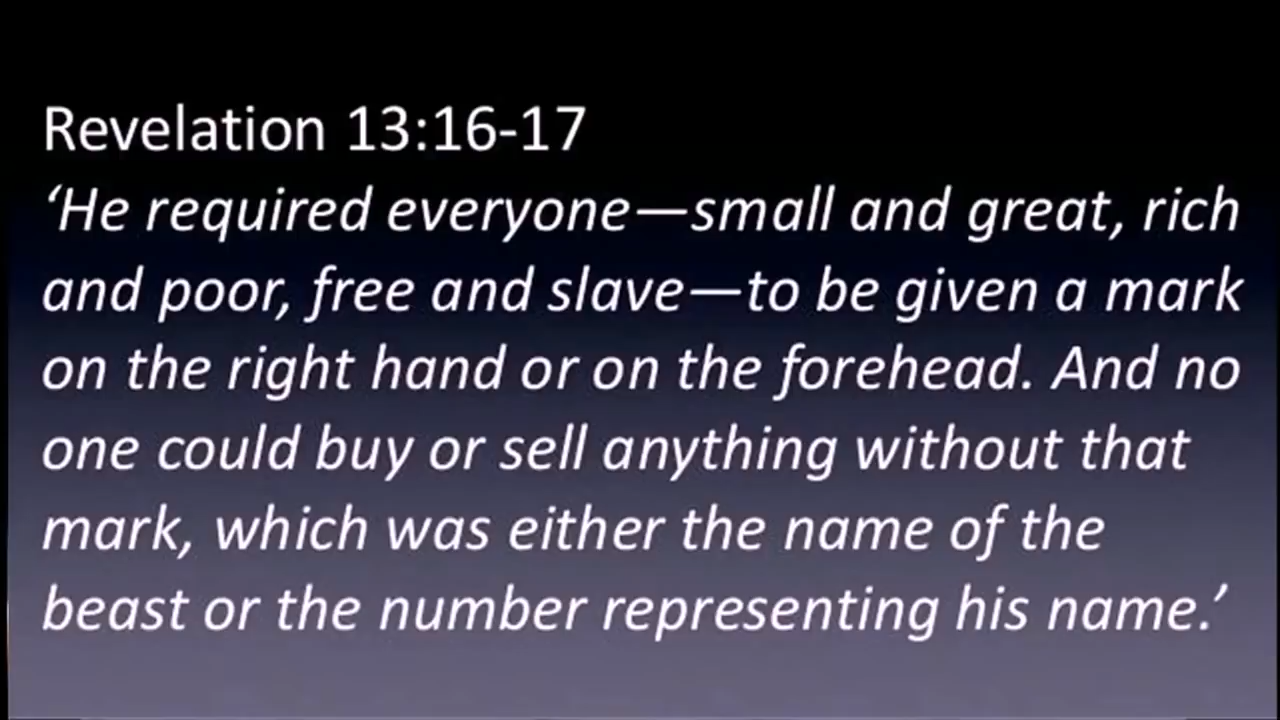 Revelation 13:16-17
‘He required everyone—small and great, rich
and poor, free and slave—to be given a mark
on the right hand or on the forehead. And no
one could buy or sell anything without that
mark, which was either the name of the
beast or the number representing his name.’